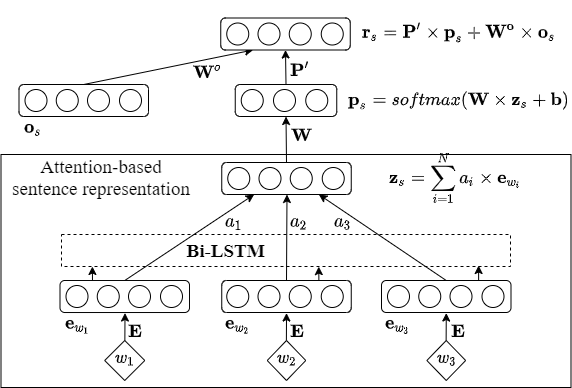 r_s = P′ × p_s + W^o × o_s
W^o
P′
o_s
p_s = softmax(W × z_s + b)
W
Attention-based
sentence representation
z_s = ∑_{i=1}^{N} a_i × e_{w_i}
a_1 a_2 a_3
Bi-LSTM
e_{w_1} E e_{w_2} E e_{w_3} E
w_1 w_2 w_3